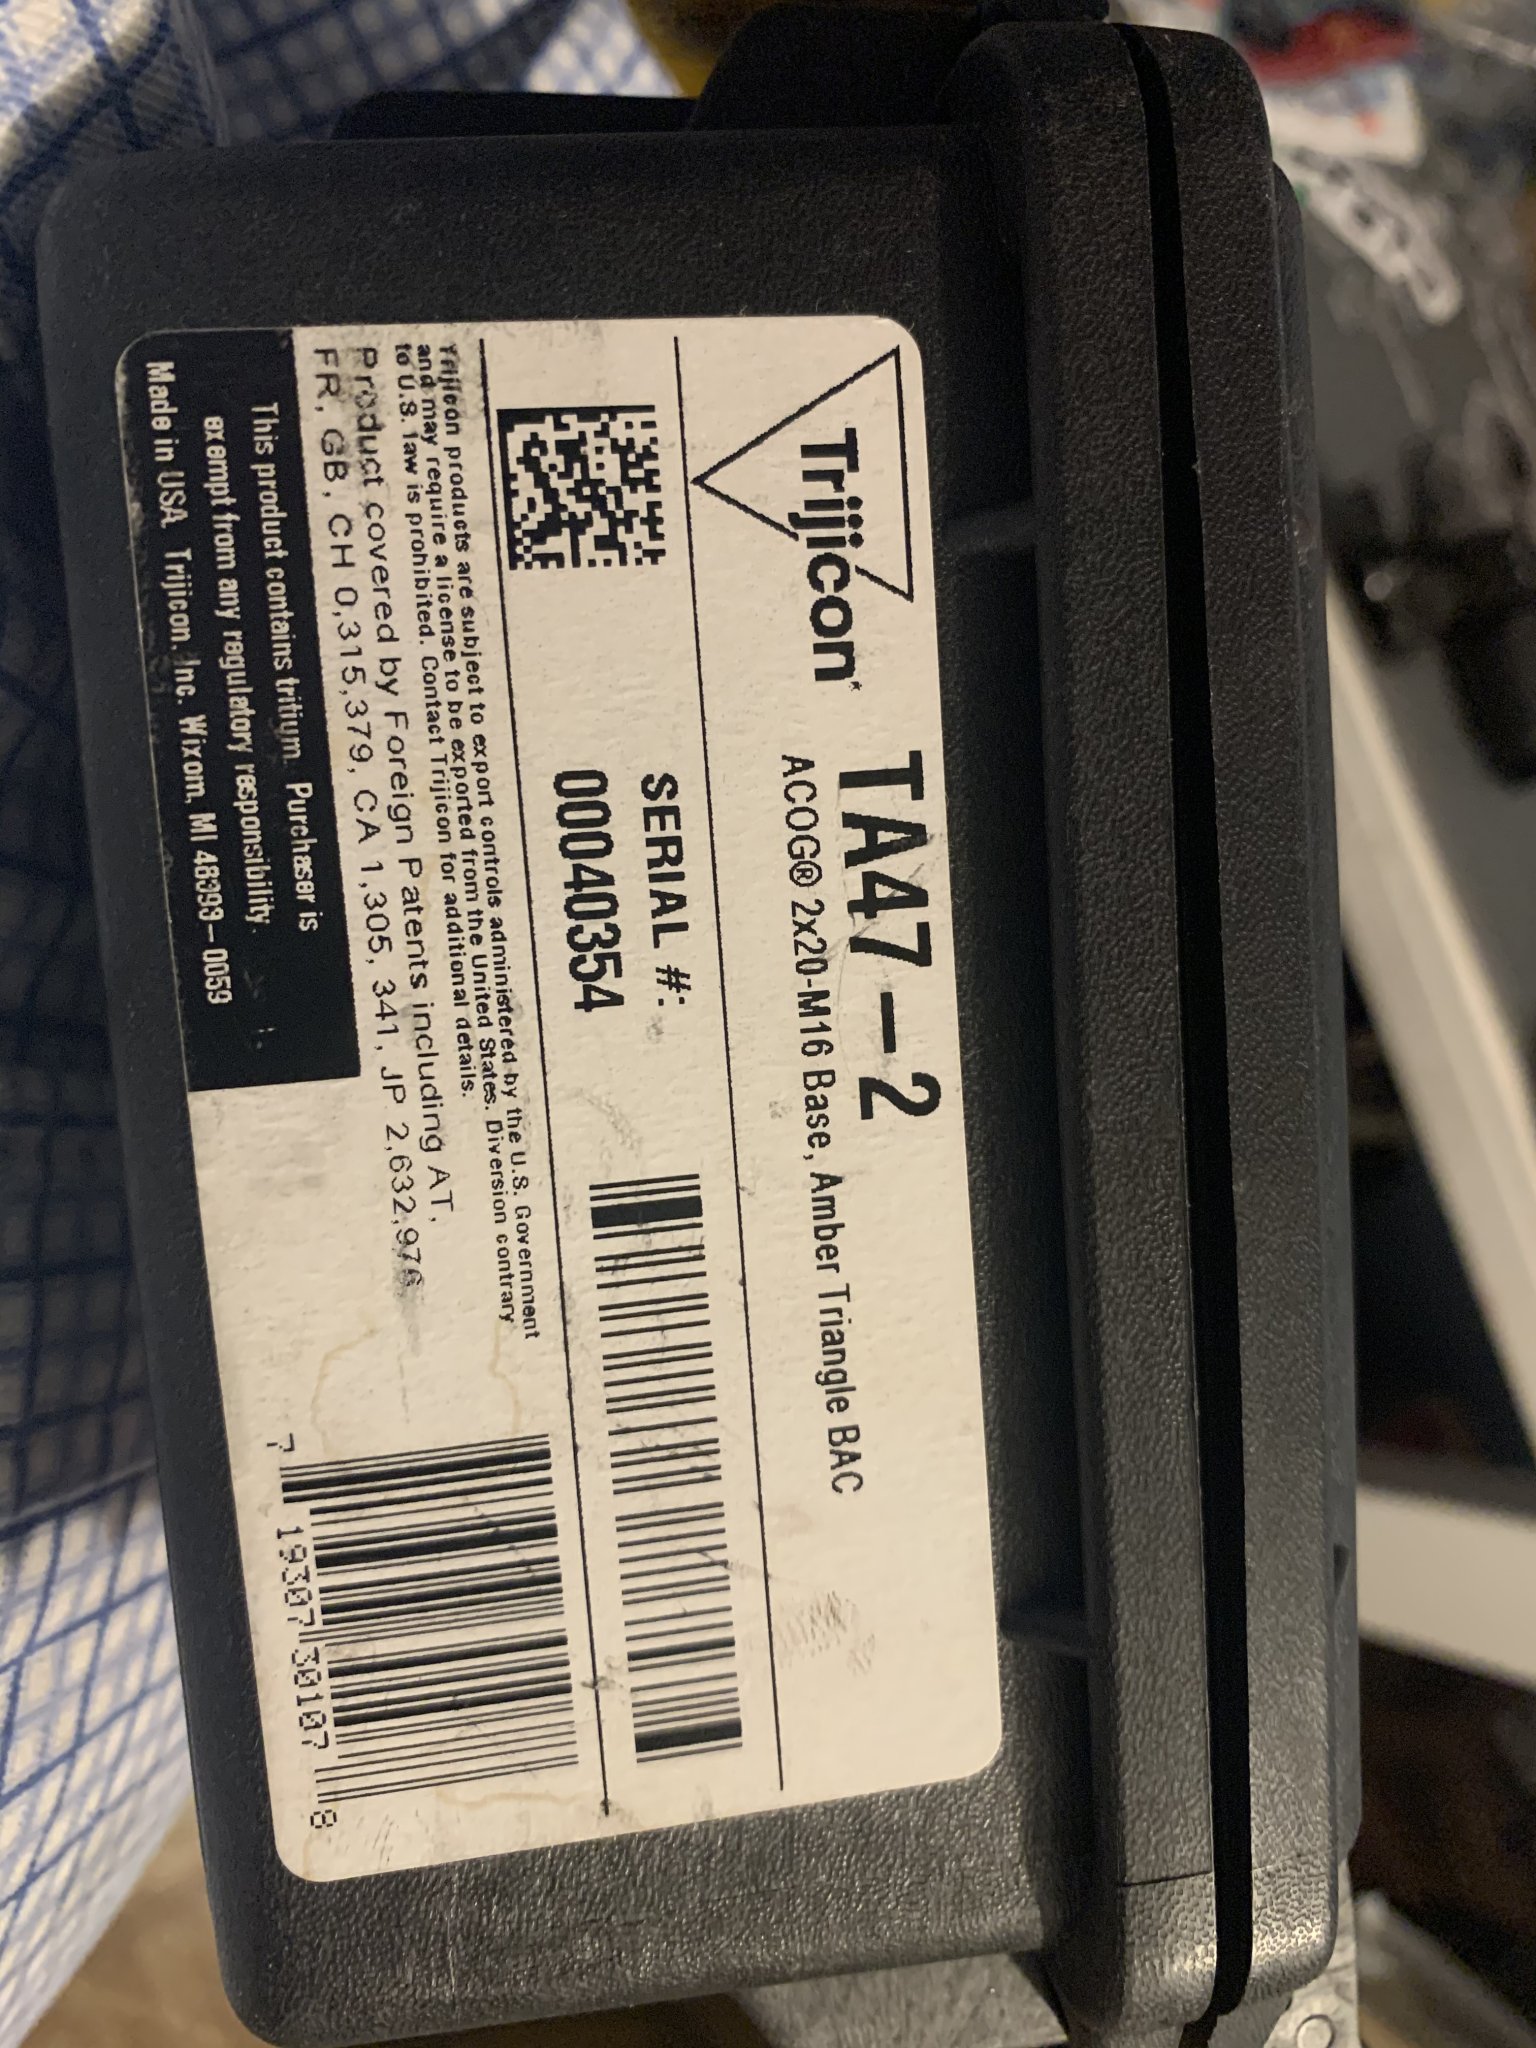 Trijicon® TA47-2
ACOG® 2x20-M16 Base, Amber Triangle BAC
SERIAL #:
00040354
Trijicon products are subject to export controls administered by the U.S. Government
and may require a license to be exported from the United States. Diversion contrary
to U.S. law is prohibited. Contact Trijicon for additional details.
Product covered by Foreign Patents including AT,
FR, GB, CH 0,315,379, CA 1,305, 341, JP 2,632,976
This product contains tritium. Purchaser is
exempt from any regulatory responsibility.
Made in USA Trijicon, Inc. Wixom, MI 48393-0059
7 19307 30107 8